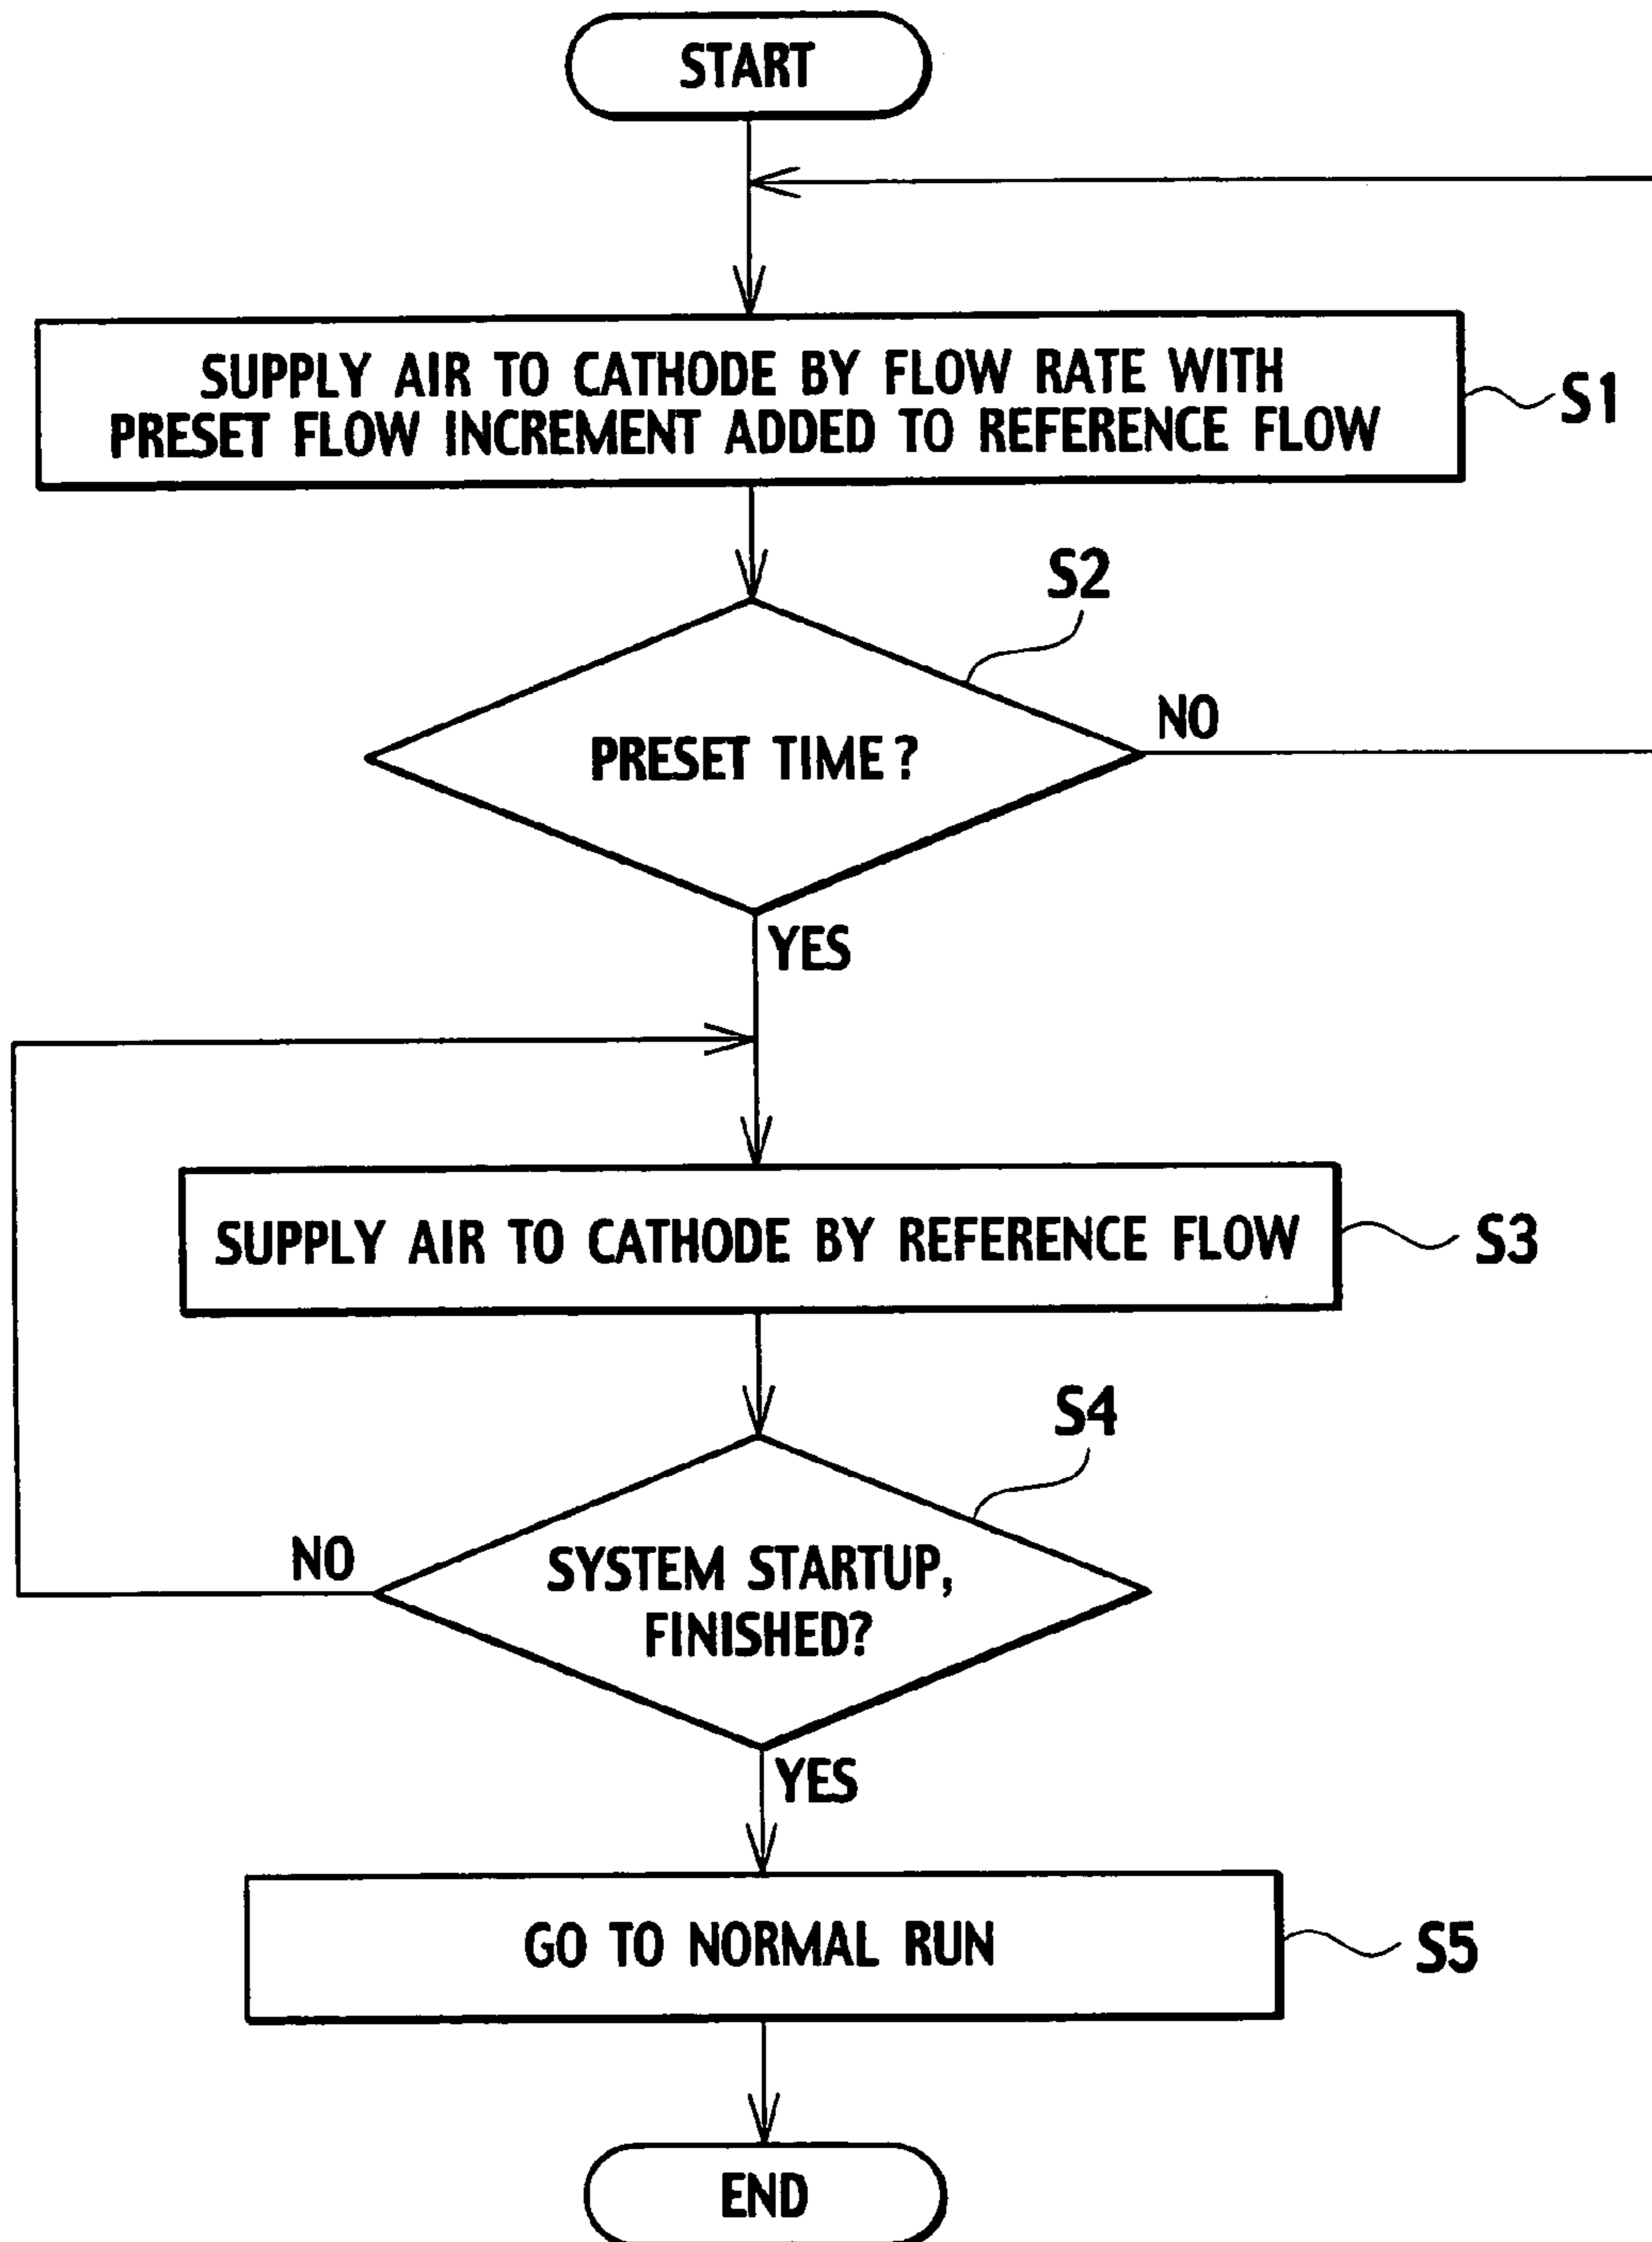 START
SUPPLY AIR TO CATHODE BY FLOW RATE WITH
PRESET FLOW INCREMENT ADDED TO REFERENCE FLOW
S1
S2
PRESET TIME?
NO
YES
SUPPLY AIR TO CATHODE BY REFERENCE FLOW
S3
S4
SYSTEM STARTUP,
FINISHED?
NO
YES
GO TO NORMAL RUN
S5
END